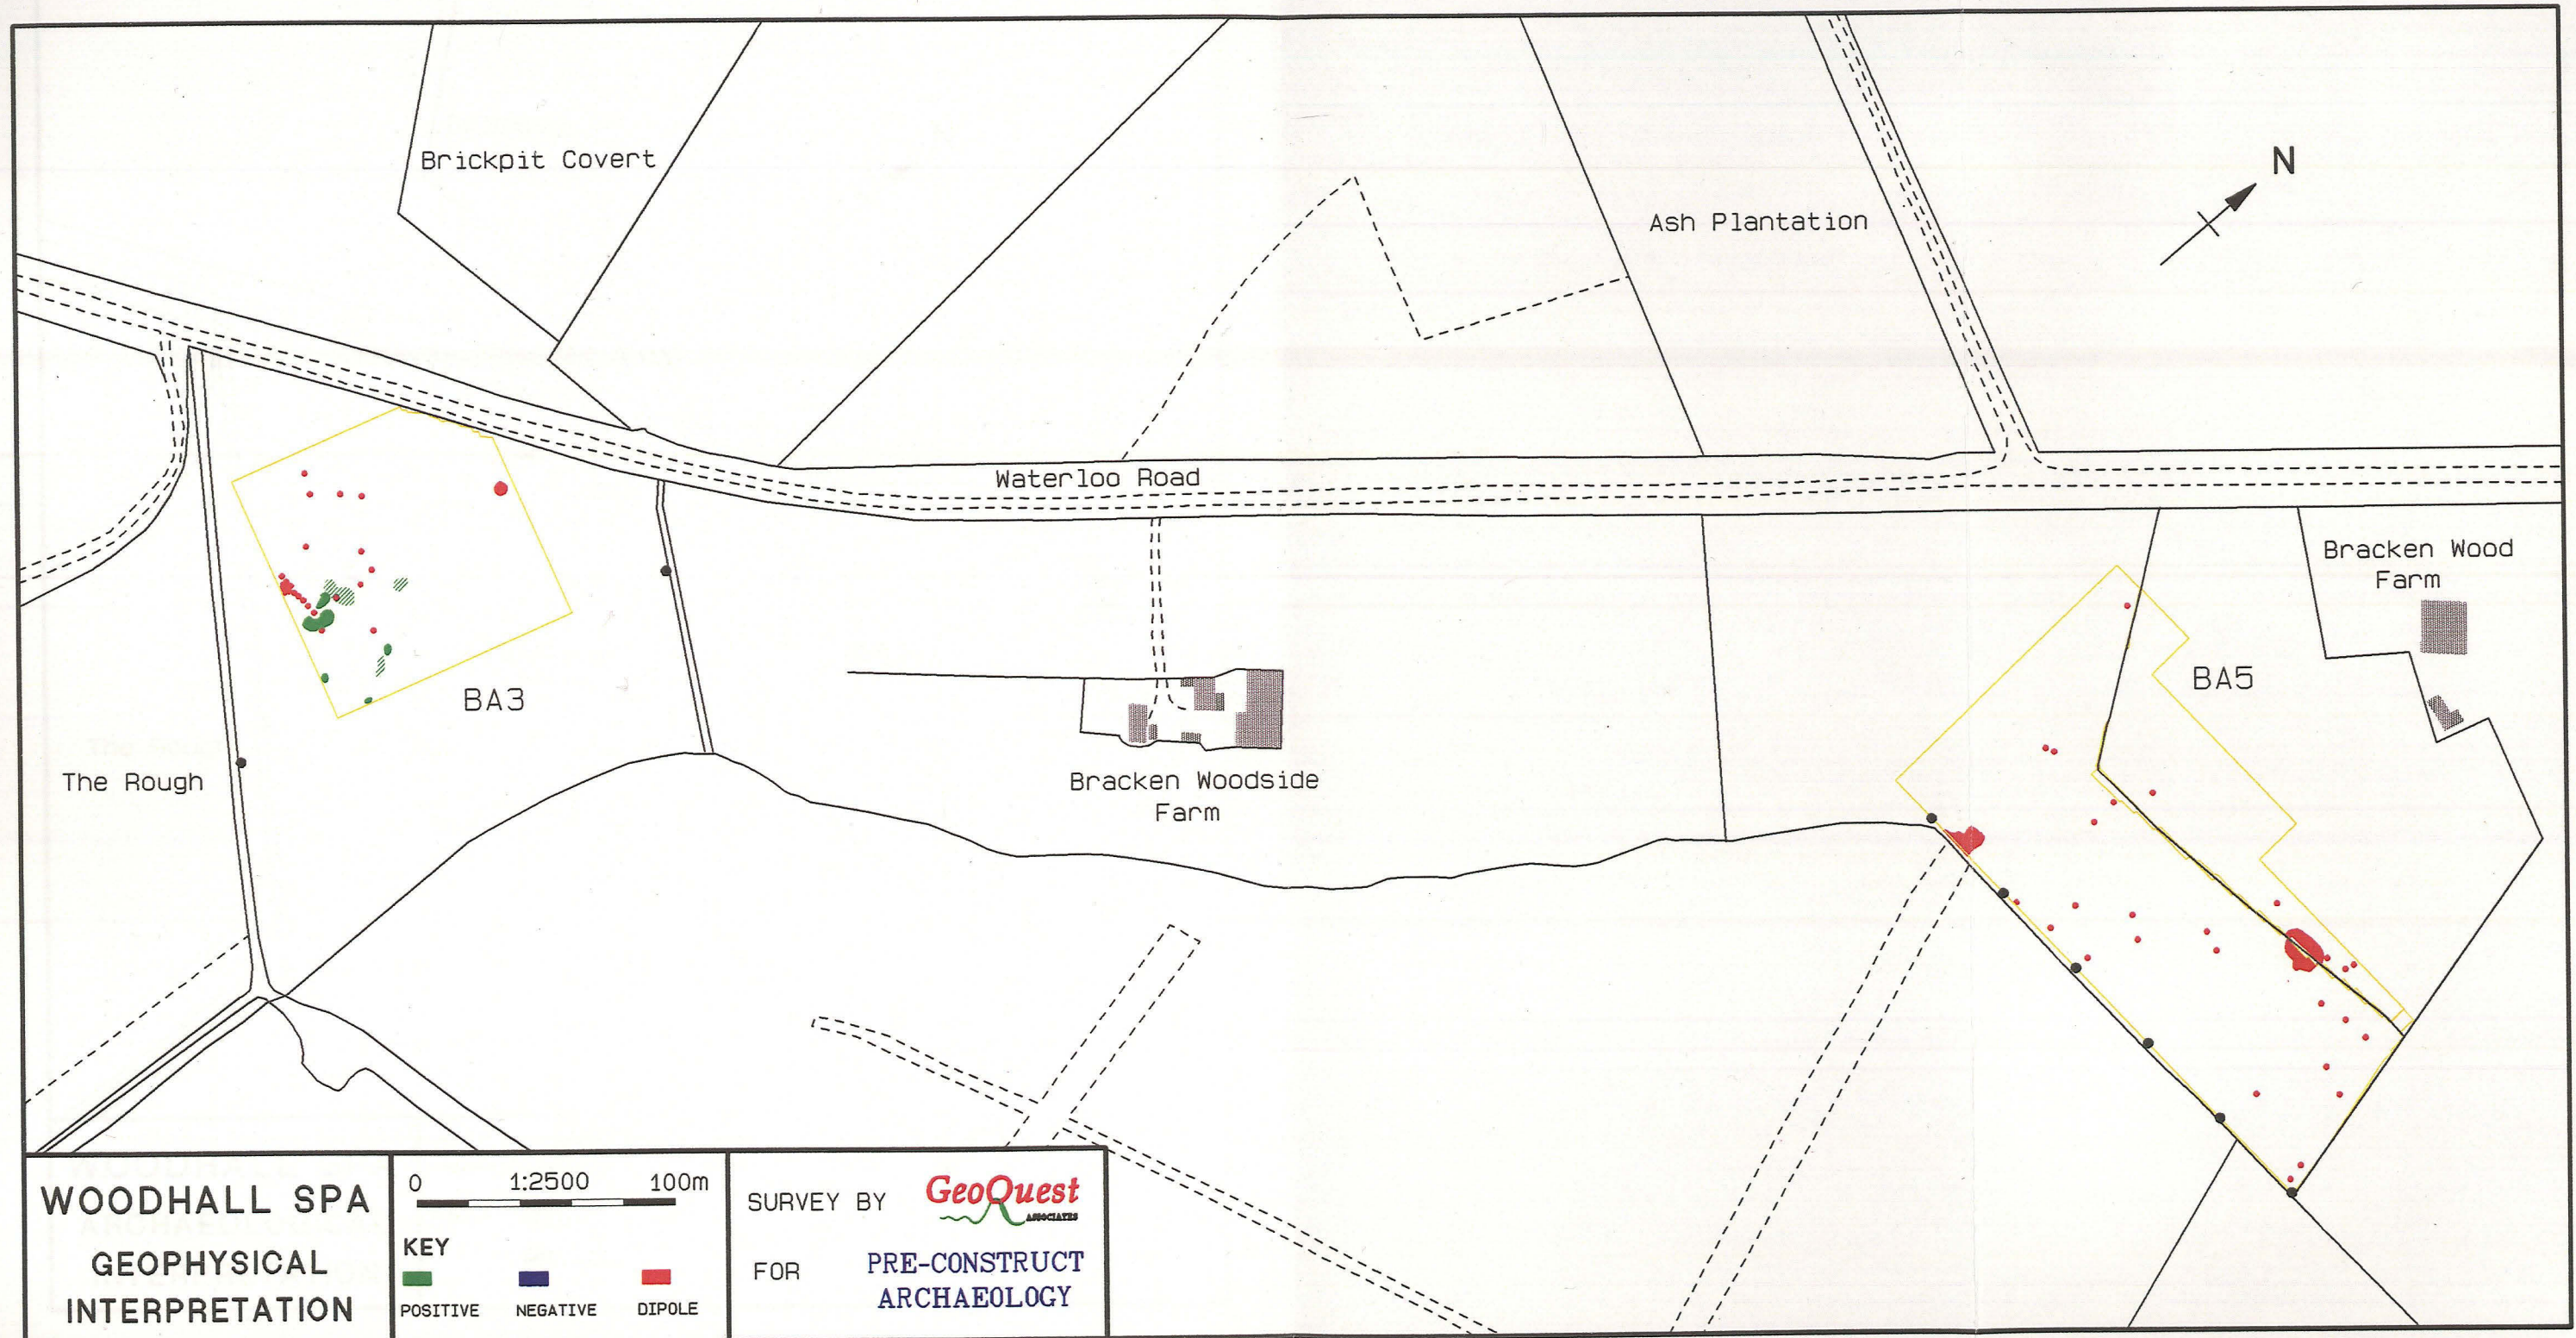 Brickpit Covert
N
Ash Plantation
Waterloo Road
Bracken Wood
Farm
BA5
BA3
The Rough
Bracken Woodside
Farm
WOODHALL SPA
GEOPHYSICAL
INTERPRETATION
0 1:2500 100m
KEY
POSITIVE NEGATIVE DIPOLE
SURVEY BY
GeoQuest
ASSOCIATES
FOR
PRE-CONSTRUCT
ARCHAEOLOGY